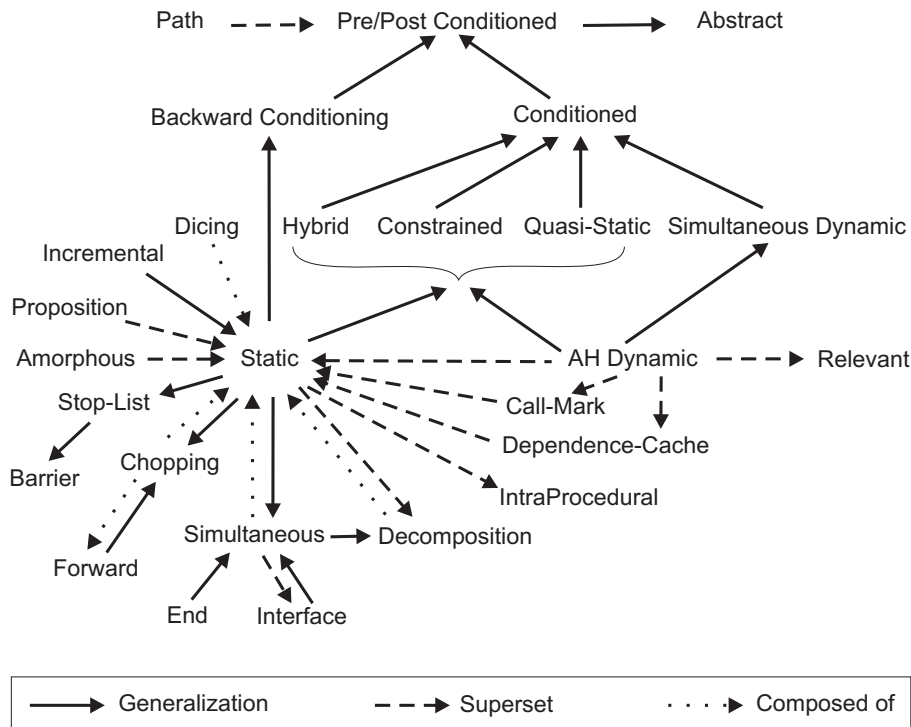 Path
Pre/Post Conditioned
Abstract
Backward Conditioning
Conditioned
Dicing
Hybrid
Constrained
Quasi-Static
Simultaneous Dynamic
Incremental
Proposition
Amorphous
Static
AH Dynamic
Relevant
Stop-List
Call-Mark
Dependence-Cache
Barrier
Chopping
IntraProcedural
Simultaneous
Decomposition
Forward
End
Interface
Generalization
Superset
Composed of